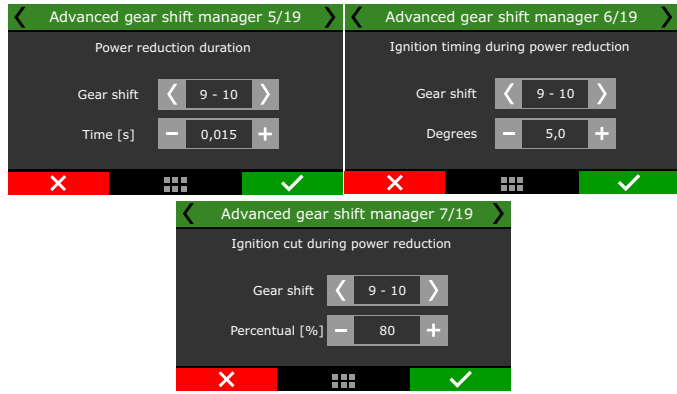 Advanced gear shift manager 5/19
Power reduction duration
Gear shift 9 - 10
Time [s] 0,015
Advanced gear shift manager 6/19
Ignition timing during power reduction
Gear shift 9 - 10
Degrees 5,0
Advanced gear shift manager 7/19
Ignition cut during power reduction
Gear shift 9 - 10
Percentual [%] 80